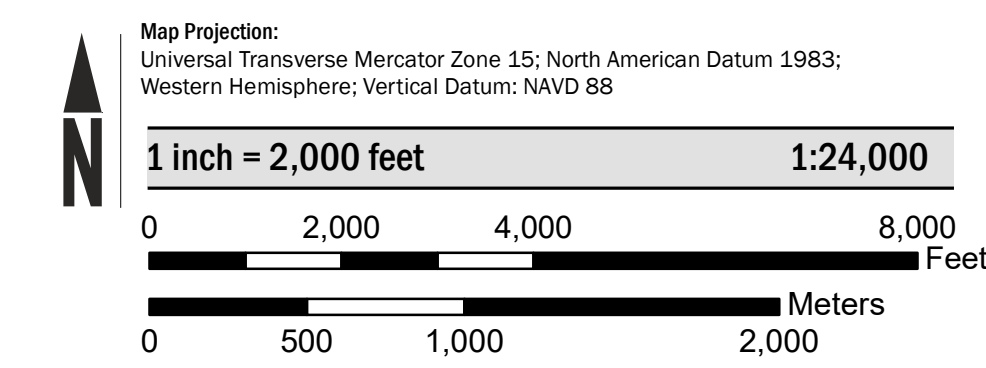 Map Projection:
Universal Transverse Mercator Zone 15; North American Datum 1983;
Western Hemisphere; Vertical Datum: NAVD 88
N
1 inch = 2,000 feet 1:24,000
0 2,000 4,000 8,000
Feet
Meters
0 500 1,000 2,000